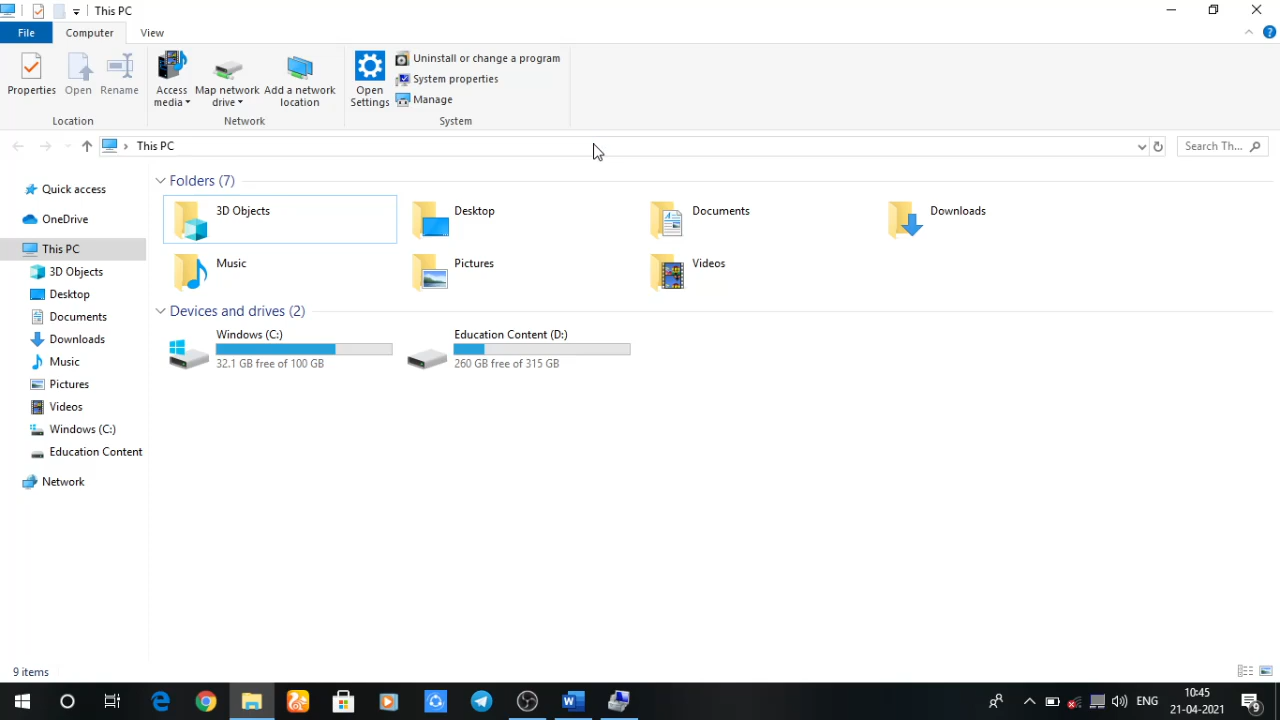 This PC
File Computer View
Properties Open Rename
Access media Map network drive Add a network location
Open Settings
Uninstall or change a program
System properties
Manage
Location Network System
This PC
Search Th...
Quick access
OneDrive
This PC
3D Objects
Desktop
Documents
Downloads
Music
Pictures
Videos
Windows (C:)
Education Content
Network
Folders (7)
3D Objects Desktop Documents Downloads
Music Pictures Videos
Devices and drives (2)
Windows (C:) Education Content (D:)
32.1 GB free of 100 GB 260 GB free of 315 GB
9 items
ENG
10:45
21-04-2021
9